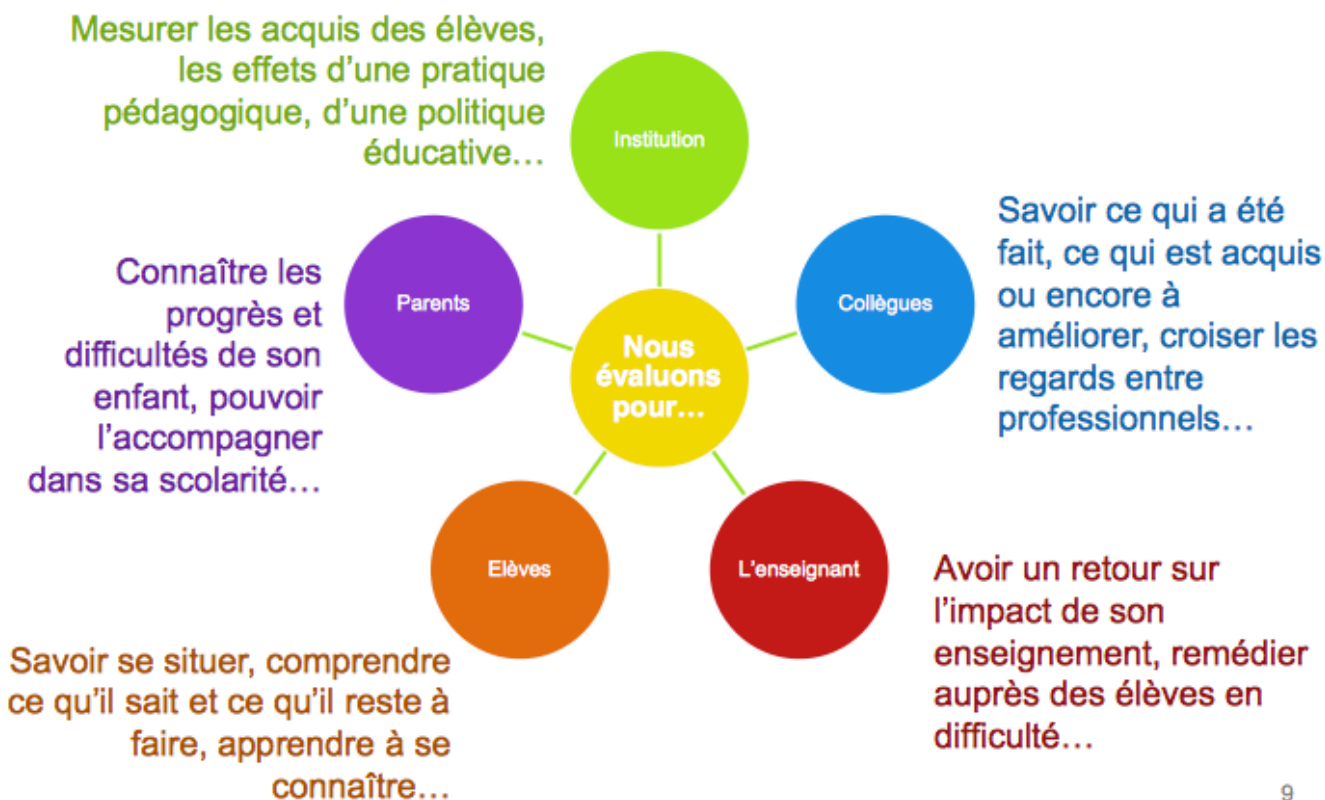 Mesurer les acquis des élèves,
les effets d'une pratique
pédagogique, d'une politique
éducative…
Institution
Savoir ce qui a été
fait, ce qui est acquis
ou encore à
améliorer, croiser les
regards entre
professionnels…
Collègues
Connaître les
progrès et
difficultés de son
enfant, pouvoir
l'accompagner
dans sa scolarité…
Parents
Nous
évaluons
pour…
Elèves
L'enseignant
Avoir un retour sur
l'impact de son
enseignement, remédier
auprès des élèves en
difficulté…
Savoir se situer, comprendre
ce qu'il sait et ce qu'il reste à
faire, apprendre à se
connaître…
9